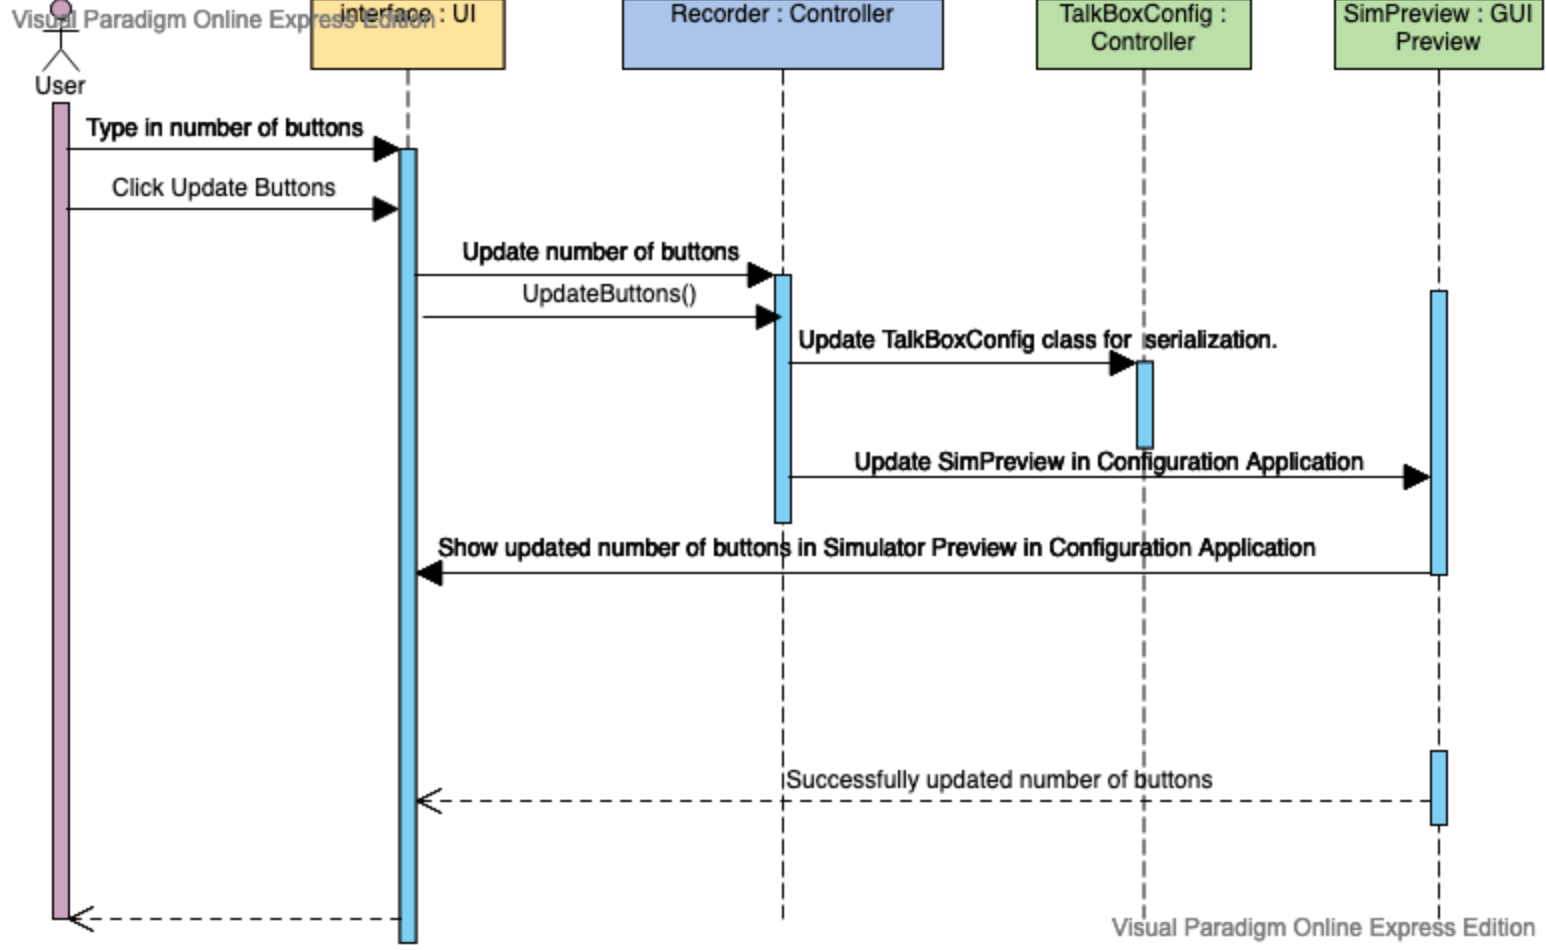 Visual Paradigm Online Express Edition
interface : UI
Recorder : Controller
TalkBoxConfig :
Controller
SimPreview : GUI
Preview
User
Type in number of buttons
Click Update Buttons
Update number of buttons
UpdateButtons()
Update TalkBoxConfig class for serialization.
Update SimPreview in Configuration Application
Show updated number of buttons in Simulator Preview in Configuration Application
Successfully updated number of buttons
Visual Paradigm Online Express Edition